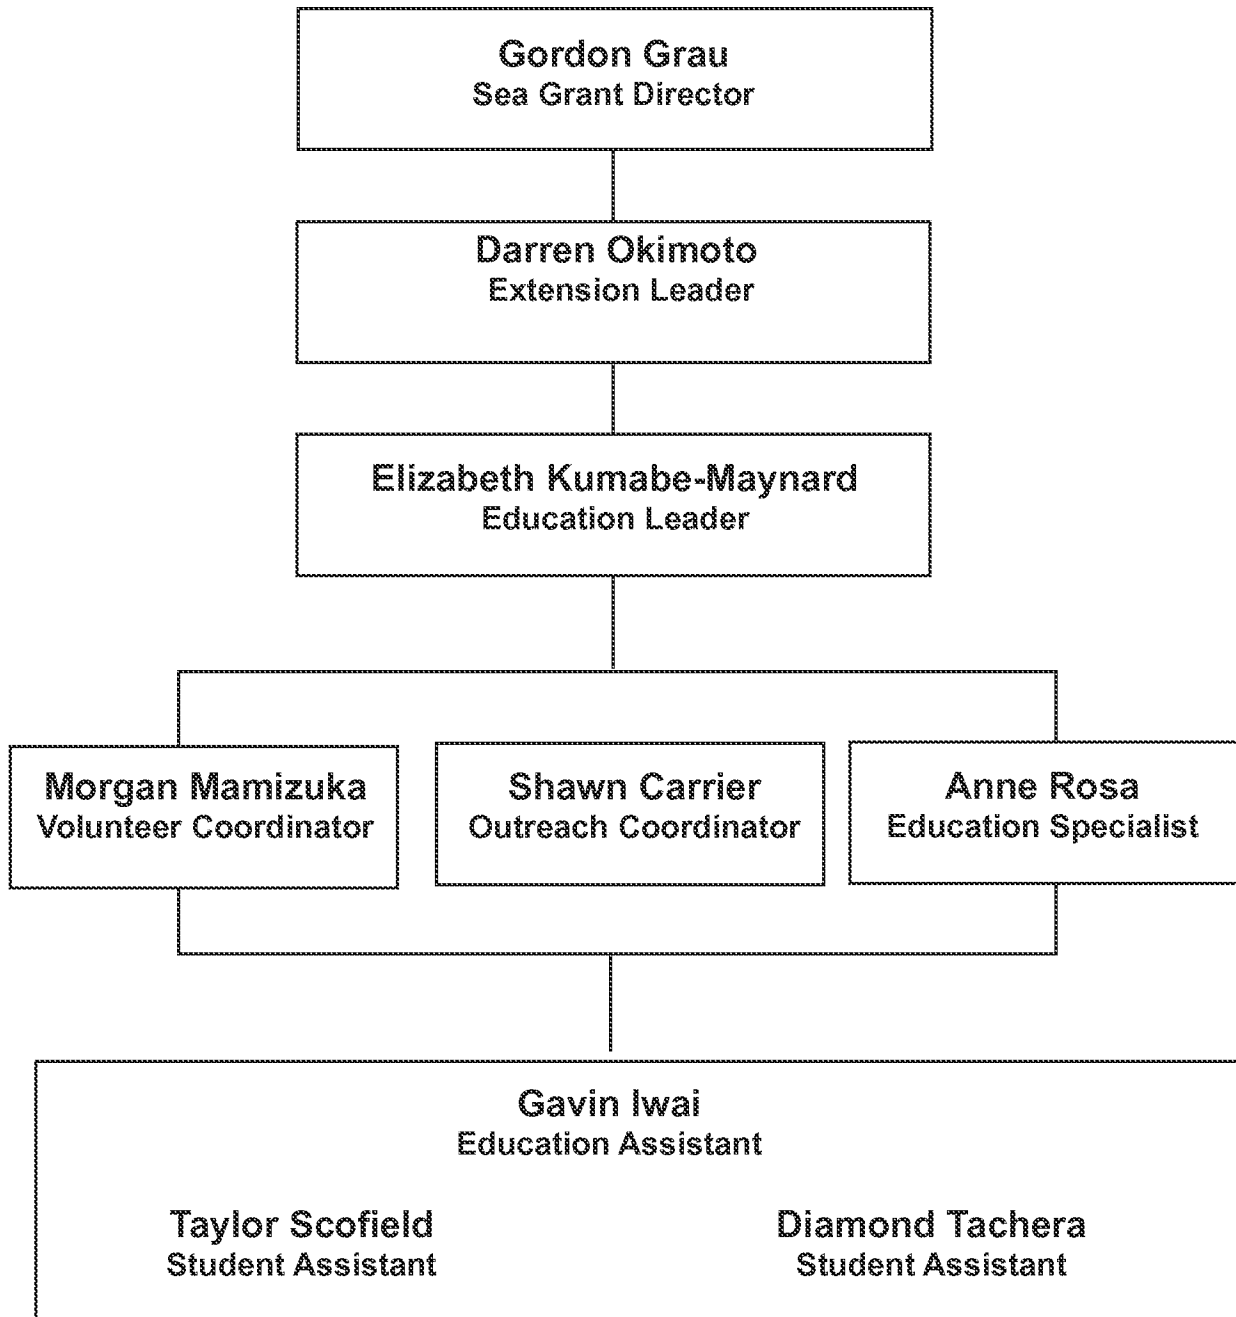 Gordon Grau
Sea Grant Director
Darren Okimoto
Extension Leader
Elizabeth Kumabe-Maynard
Education Leader
Morgan Mamizuka
Volunteer Coordinator
Shawn Carrier
Outreach Coordinator
Anne Rosa
Education Specialist
Gavin Iwai
Education Assistant
Taylor Scofield
Student Assistant
Diamond Tachera
Student Assistant